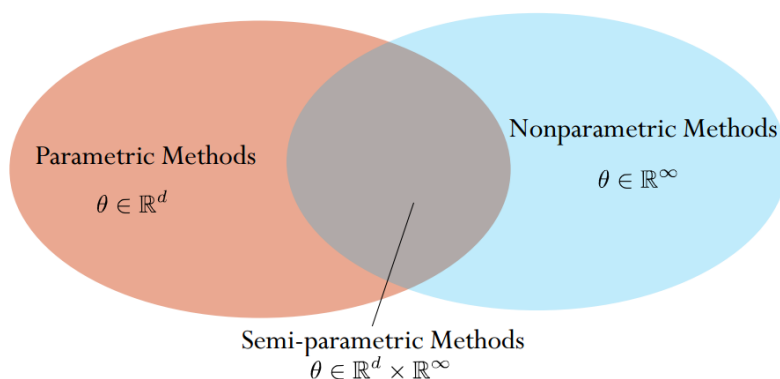 Parametric Methods
θ ∈ ℝ^d
Nonparametric Methods
θ ∈ ℝ^∞
Semi-parametric Methods
θ ∈ ℝ^d × ℝ^∞